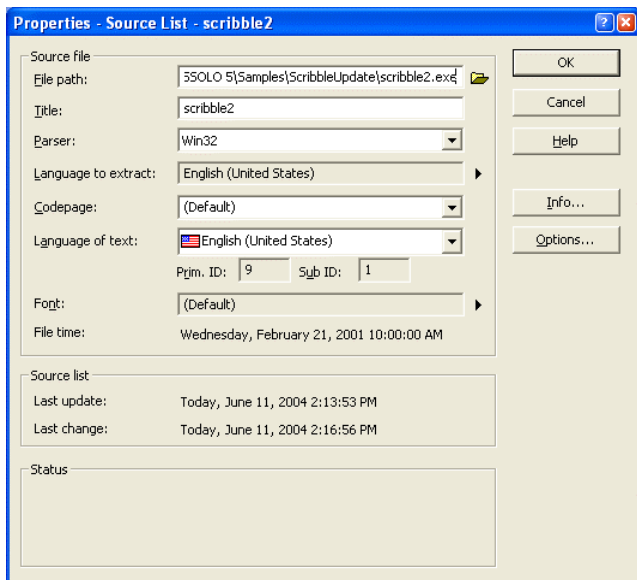 Properties - Source List - scribble2
Source file
File path: 5SOLO 5\Samples\ScribbleUpdate\scribble2.exe
Title: scribble2
Parser: Win32
Language to extract: English (United States)
Codepage: (Default)
Language of text: English (United States)
Prim. ID: 9 Sub ID: 1
Font: (Default)
File time: Wednesday, February 21, 2001 10:00:00 AM
Source list
Last update: Today, June 11, 2004 2:13:53 PM
Last change: Today, June 11, 2004 2:16:56 PM
Status
OK
Cancel
Help
Info...
Options...